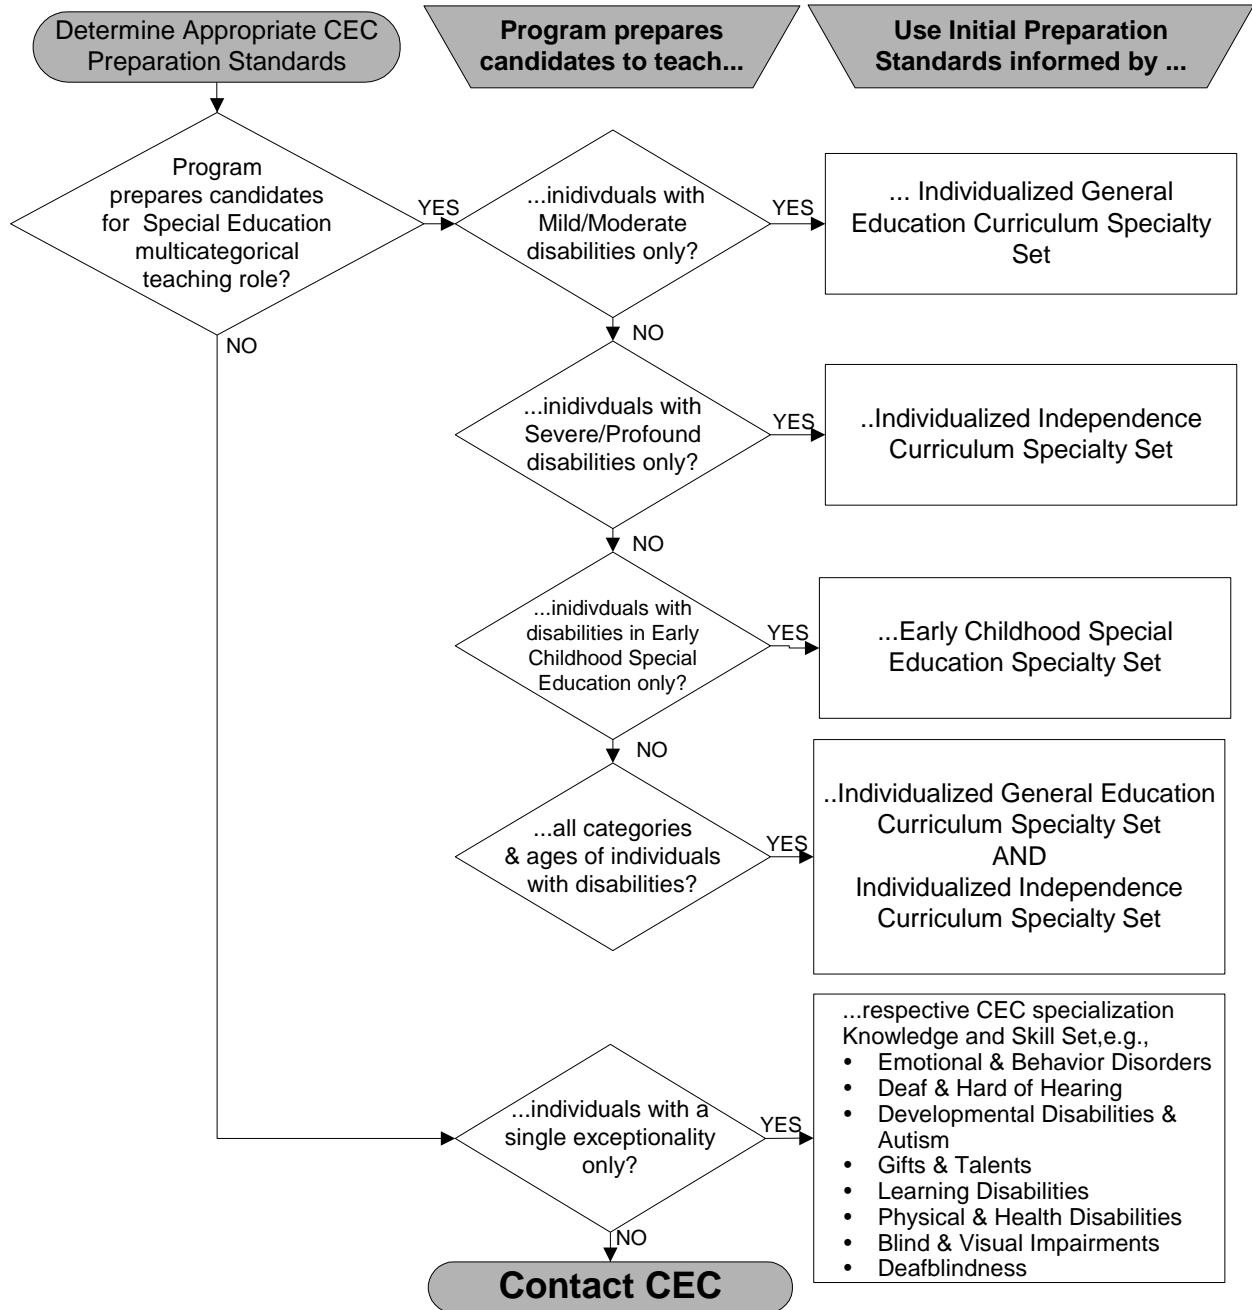 Determine Appropriate CEC
Preparation Standards
Program prepares
candidates to teach...
Use Initial Preparation
Standards informed by ...
Program
prepares candidates
for Special Education
multicategorical
teaching role?
YES
NO
...inidivduals with
Mild/Moderate
disabilities only?
YES
NO
... Individualized General
Education Curriculum Specialty
Set
...inidivduals with
Severe/Profound
disabilities only?
YES
NO
..Individualized Independence
Curriculum Specialty Set
...inidivduals with
disabilities in Early
Childhood Special
Education only?
YES
NO
...Early Childhood Special
Education Specialty Set
...all categories
& ages of individuals
with disabilities?
YES
..Individualized General Education
Curriculum Specialty Set
AND
Individualized Independence
Curriculum Specialty Set
...individuals with a
single exceptionality
only?
YES
NO
...respective CEC specialization
Knowledge and Skill Set,e.g.,
• Emotional & Behavior Disorders
• Deaf & Hard of Hearing
• Developmental Disabilities &
Autism
• Gifts & Talents
• Learning Disabilities
• Physical & Health Disabilities
• Blind & Visual Impairments
• Deafblindness
Contact CEC